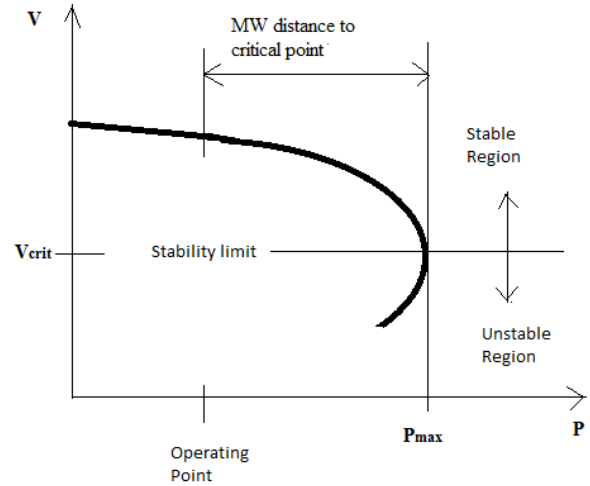 V
MW distance to
critical point
Stable
Region
Vcrit
Stability limit
Unstable
Region
Pmax
P
Operating
Point